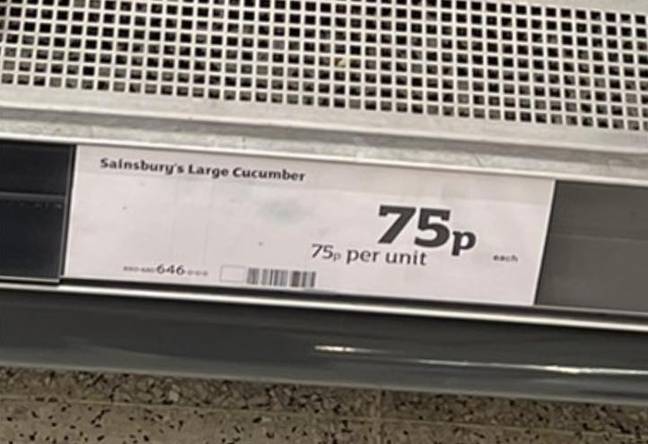 Sainsbury's Large Cucumber
75p
75p per unit
each
646